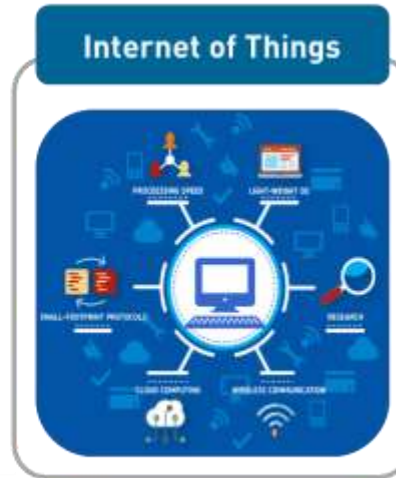 Internet of Things
PROCESSING SPEED
LIGHT-WEIGHT OS
SMALL-FOOTPRINT PROTOCOLS
RESEARCH
CLOUD COMPUTING
WIRELESS COMMUNICATION